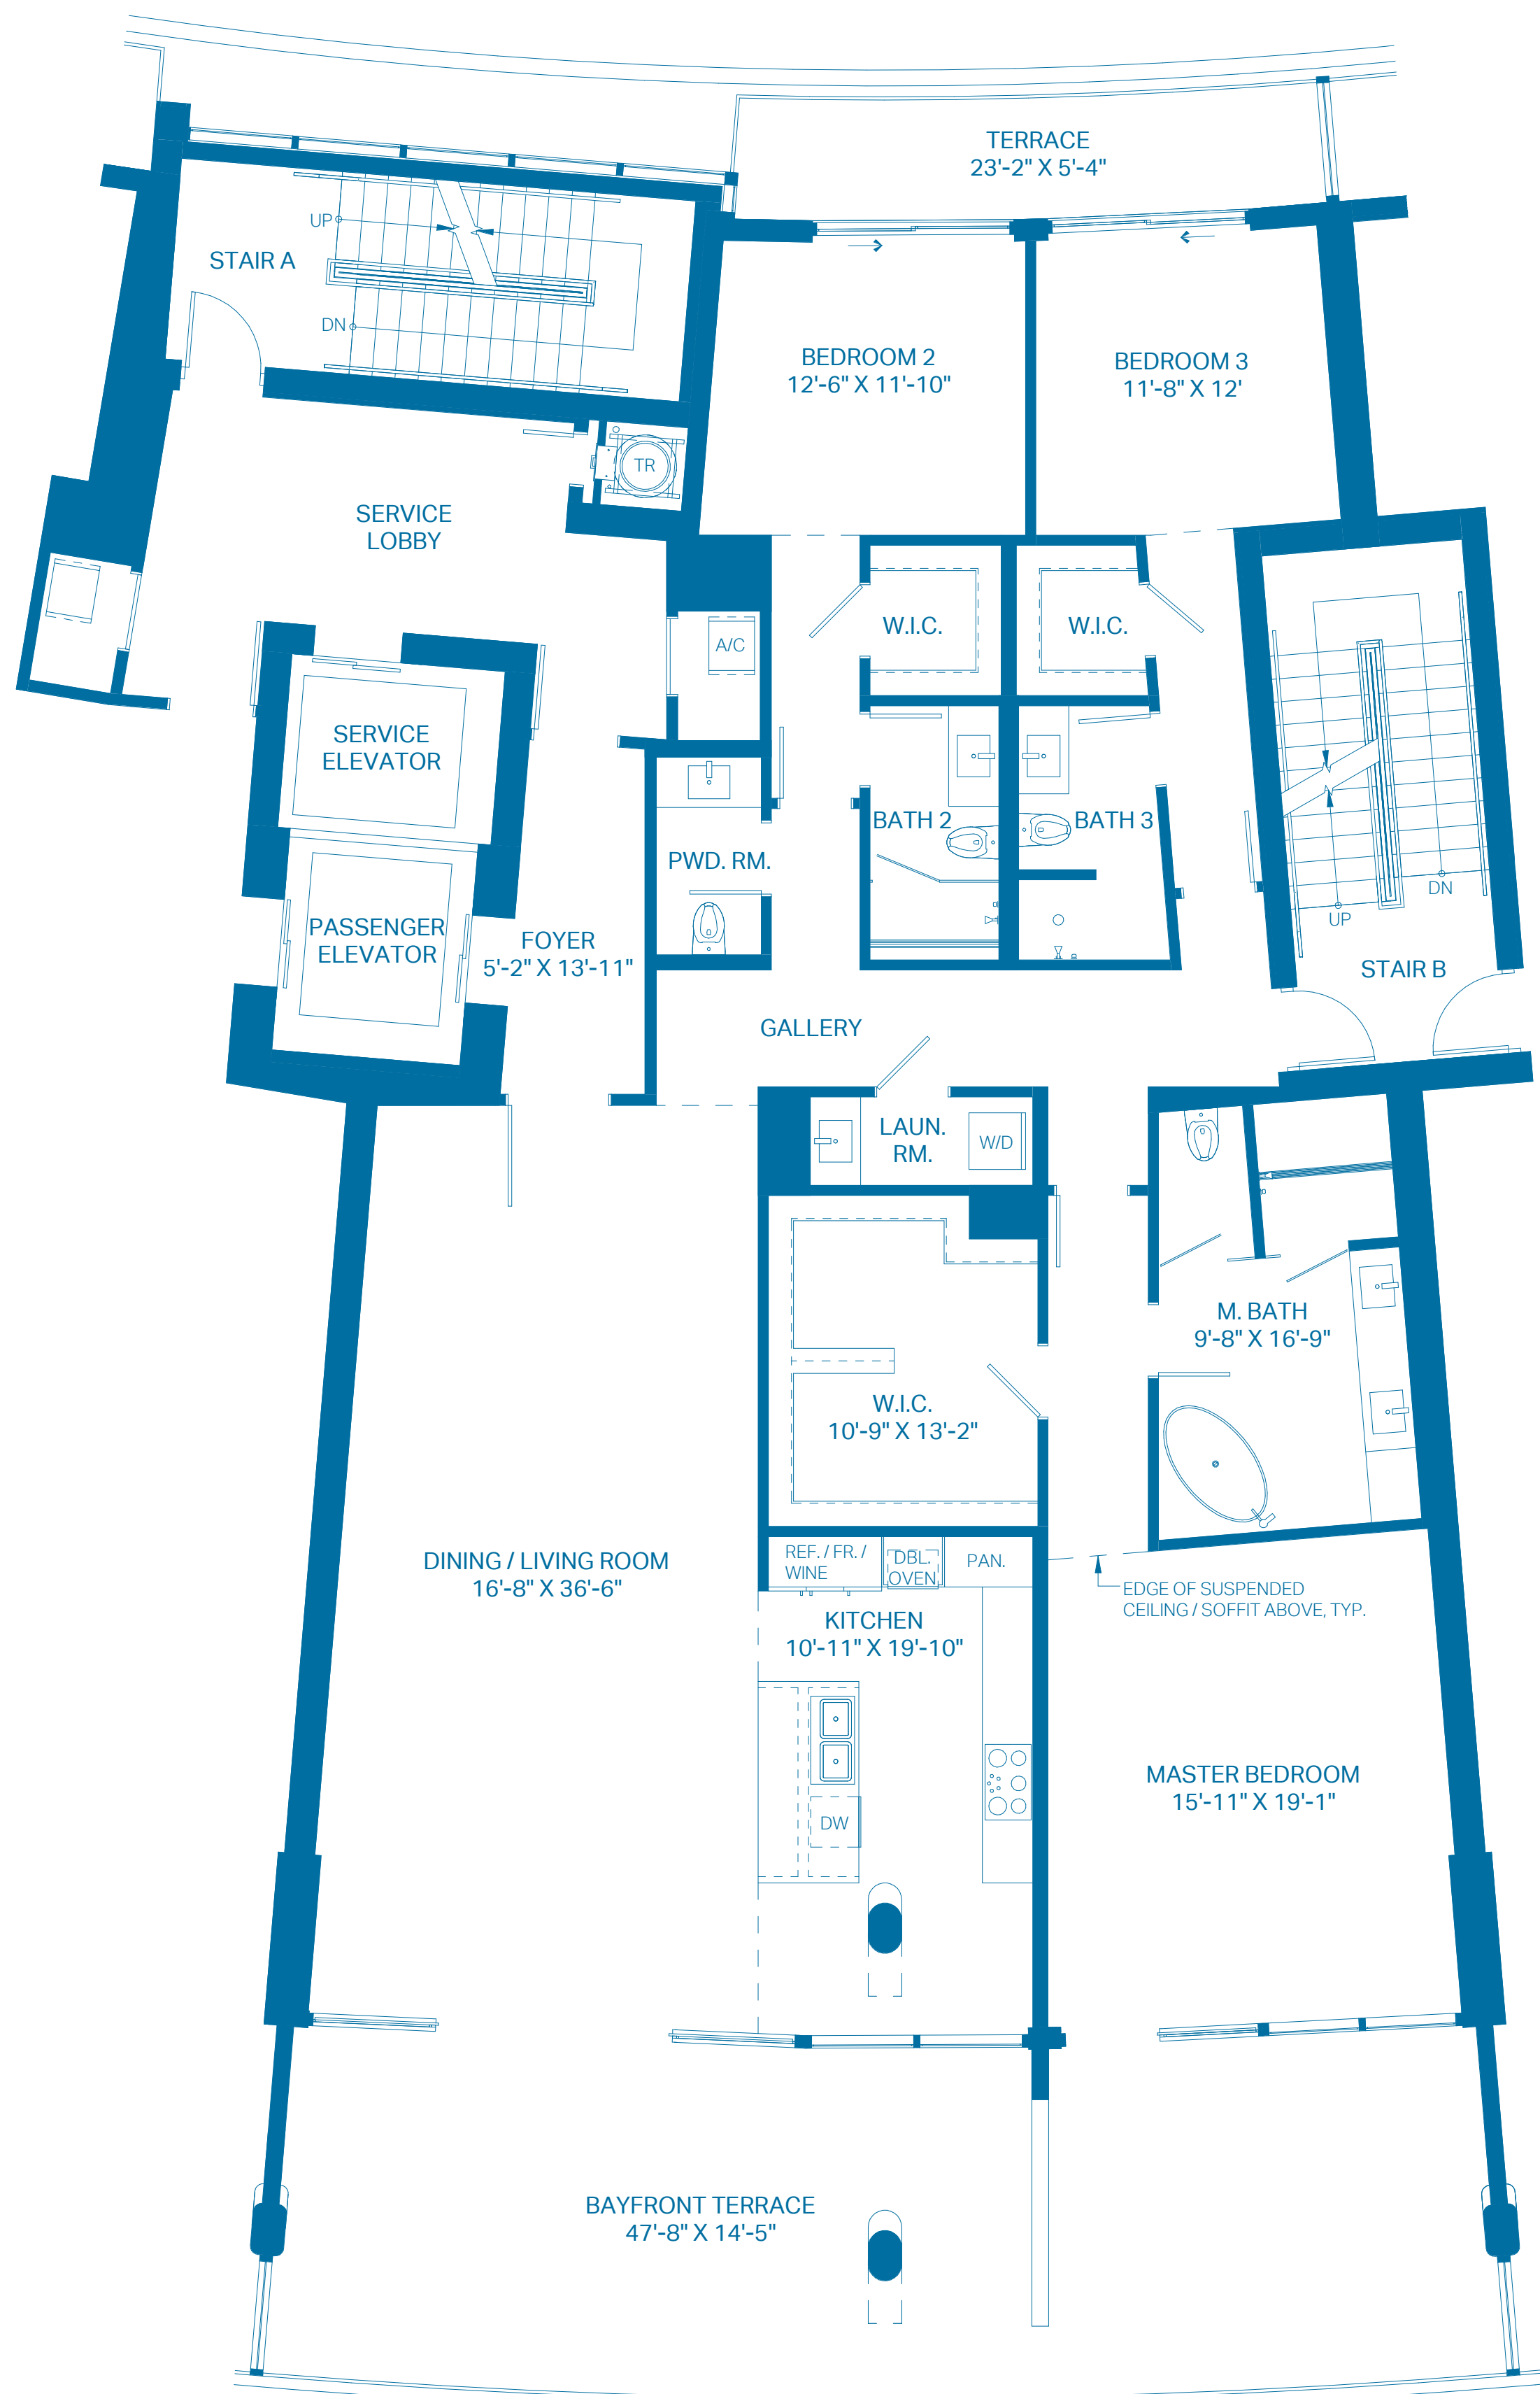 TERRACE
23'-2" X 5'-4"
UP
STAIR A
DN
BEDROOM 2
12'-6" X 11'-10"
BEDROOM 3
11'-8" X 12'
TR
SERVICE
LOBBY
W.I.C.
W.I.C.
A/C
SERVICE
ELEVATOR
BATH 2
BATH 3
PWD. RM.
DN
UP
PASSENGER
ELEVATOR
FOYER
5'-2" X 13'-11"
STAIR B
GALLERY
LAUN.
RM.
W/D
M. BATH
9'-8" X 16'-9"
W.I.C.
10'-9" X 13'-2"
DINING / LIVING ROOM
16'-8" X 36'-6"
REF. / FR. /
WINE
DBL.
OVEN
PAN.
EDGE OF SUSPENDED
CEILING / SOFFIT ABOVE, TYP.
KITCHEN
10'-11" X 19'-10"
DW
MASTER BEDROOM
15'-11" X 19'-1"
BAYFRONT TERRACE
47'-8" X 14'-5"